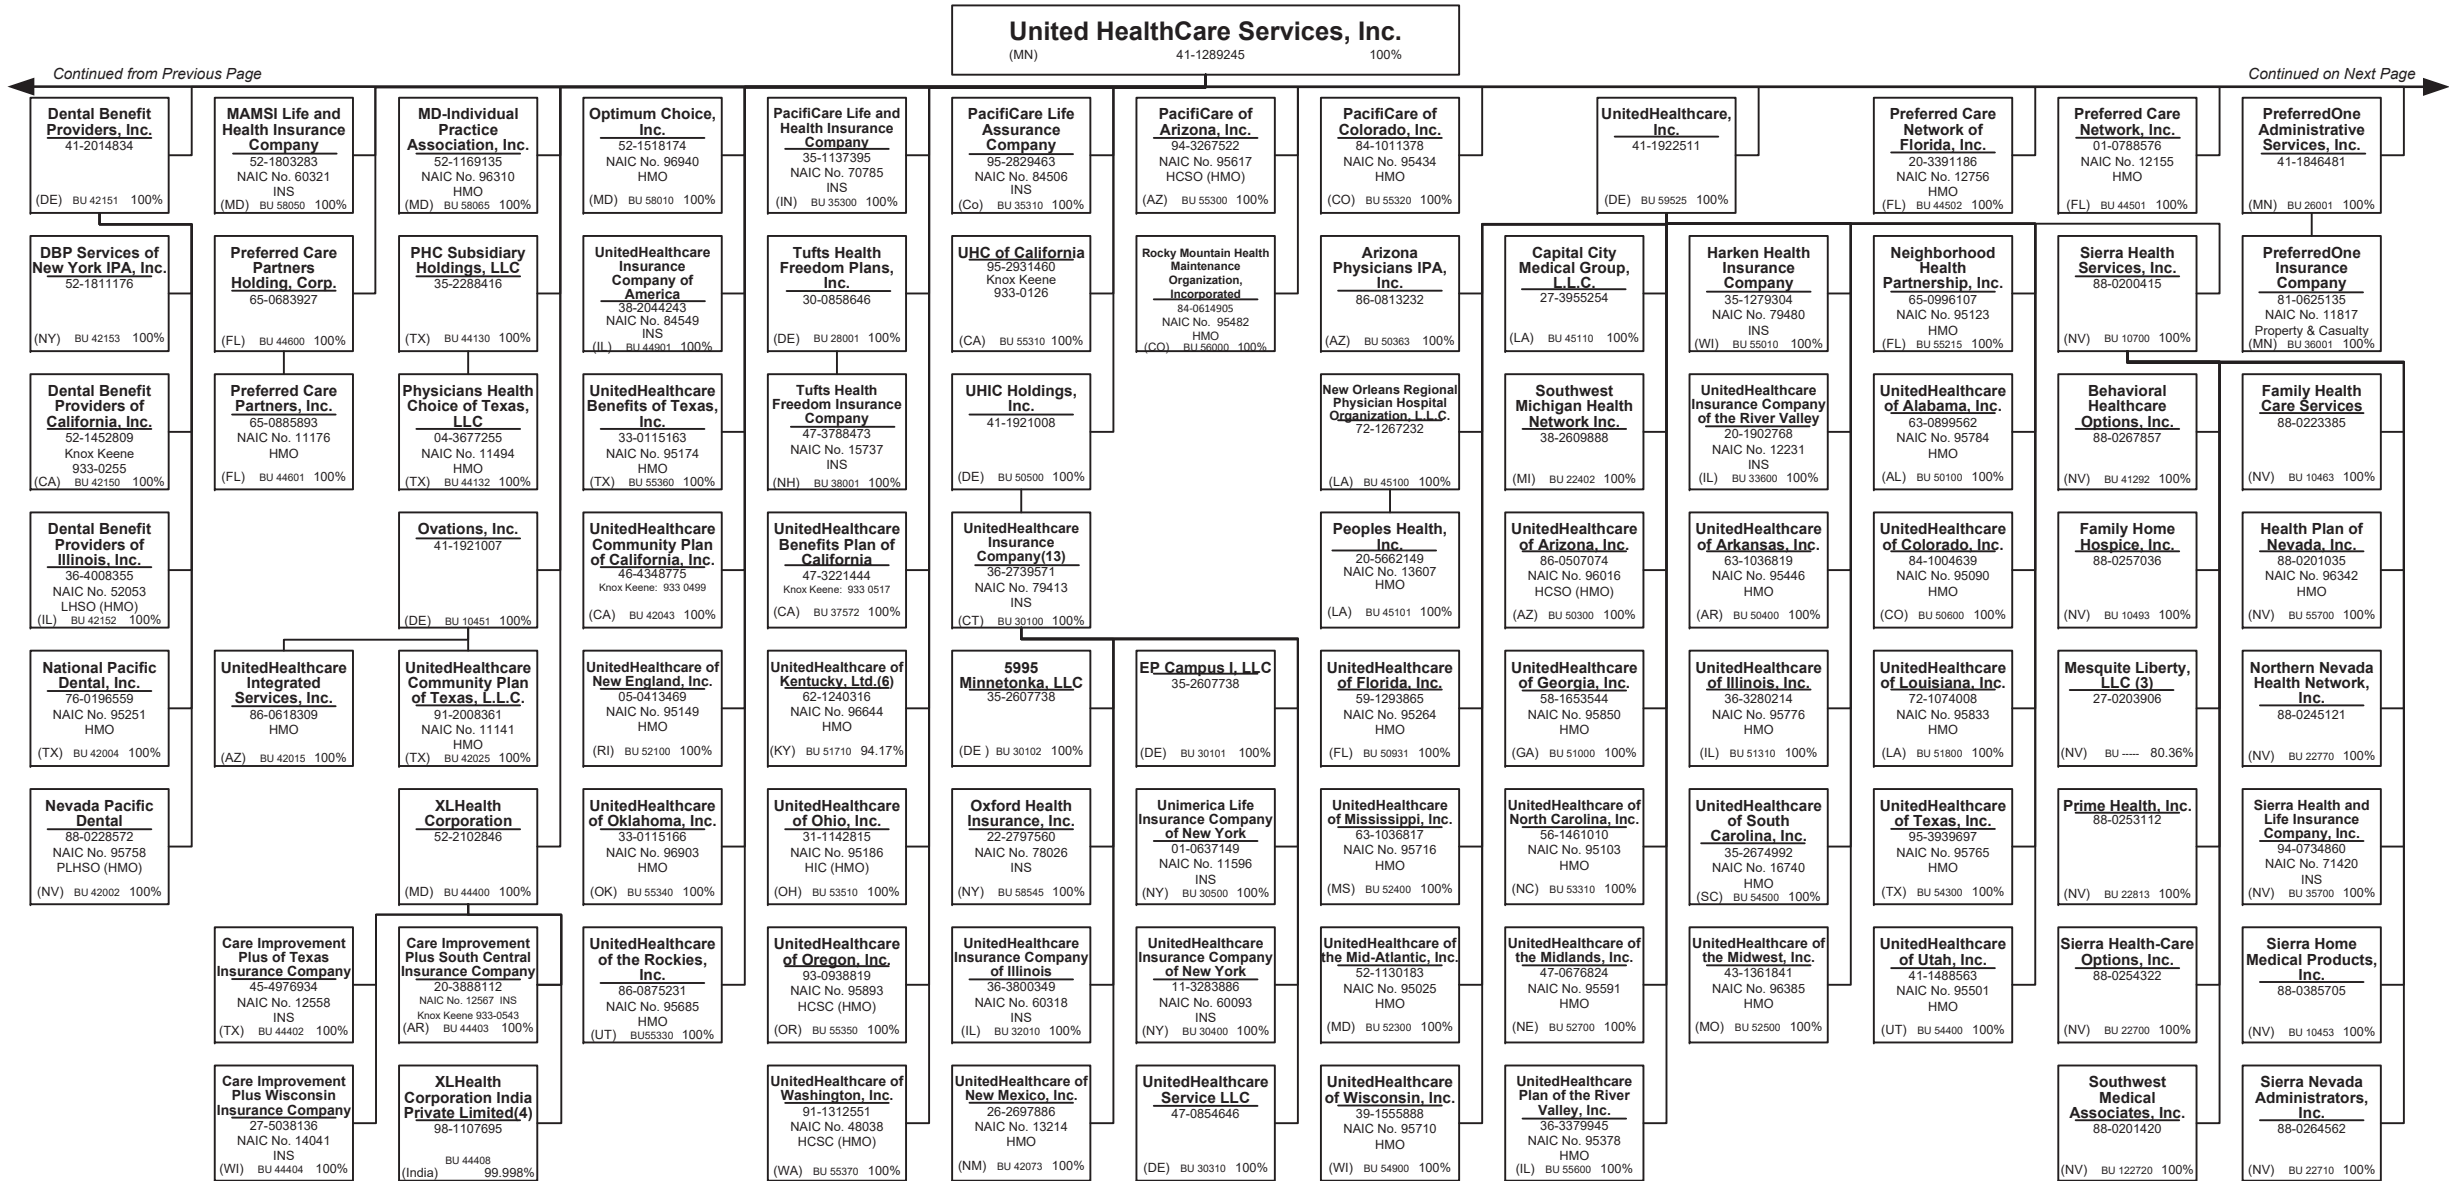 United HealthCare Services, Inc.
(MN) 41-1289245 100%
Continued from Previous Page
Continued on Next Page
Dental Benefit
Providers, Inc.
41-2014834
(DE) BU 42151 100%
MAMSI Life and
Health Insurance
Company
52-1803283
NAIC No. 60321
INS
(MD) BU 58050 100%
MD-Individual
Practice
Association, Inc.
52-1169135
NAIC No. 96310
HMO
(MD) BU 58065 100%
Optimum Choice,
Inc.
52-1518174
NAIC No. 96940
HMO
(MD) BU 58010 100%
PacifiCare Life and
Health Insurance
Company
35-1137395
NAIC No. 70785
INS
(IN) BU 35300 100%
PacifiCare Life
Assurance
Company
95-2829463
NAIC No. 84506
INS
(Co) BU 35310 100%
PacifiCare of
Arizona, Inc.
94-3267522
NAIC No. 95617
HCSO (HMO)
(AZ) BU 55300 100%
PacifiCare of
Colorado, Inc.
84-1011378
NAIC No. 95434
HMO
(CO) BU 55320 100%
UnitedHealthcare,
Inc.
41-1922511
(DE) BU 59525 100%
Preferred Care
Network of
Florida, Inc.
20-3391186
NAIC No. 12756
HMO
(FL) BU 44502 100%
Preferred Care
Network, Inc.
01-0788576
NAIC No. 12155
HMO
(FL) BU 44501 100%
PreferredOne
Administrative
Services, Inc.
41-1846481
(MN) BU 26001 100%
DBP Services of
New York IPA, Inc.
52-1811176
(NY) BU 42153 100%
Preferred Care
Partners
Holding, Corp.
65-0683927
(FL) BU 44600 100%
PHC Subsidiary
Holdings, LLC
35-2288416
(TX) BU 44130 100%
UnitedHealthcare
Insurance
Company of
America
38-2044243
NAIC No. 84549
INS
(IL) BU 44901 100%
Tufts Health
Freedom Plans,
Inc.
30-0858646
(DE) BU 28001 100%
UHC of California
95-2931460
Knox Keene
933-0126
(CA) BU 55310 100%
Rocky Mountain Health
Maintenance
Organization,
Incorporated
84-0614905
NAIC No. 95482
HMO
(CO) BU 56000 100%
Arizona
Physicians IPA,
Inc.
86-0813232
(AZ) BU 50363 100%
Capital City
Medical Group,
L.L.C.
27-3955254
(LA) BU 45110 100%
Harken Health
Insurance
Company
35-1279304
NAIC No. 79480
INS
(WI) BU 55010 100%
Neighborhood
Health
Partnership, Inc.
65-0996107
NAIC No. 95123
HMO
(FL) BU 55215 100%
Sierra Health
Services, Inc.
88-0200415
(NV) BU 10700 100%
PreferredOne
Insurance
Company
81-0625135
NAIC No. 11817
Property & Casualty
(MN) BU 36001 100%
Dental Benefit
Providers of
California, Inc.
52-1452809
Knox Keene
933-0255
(CA) BU 42150 100%
Preferred Care
Partners, Inc.
65-0885893
NAIC No. 11176
HMO
(FL) BU 44601 100%
Physicians Health
Choice of Texas,
LLC
04-3677255
NAIC No. 11494
HMO
(TX) BU 44132 100%
UnitedHealthcare
Benefits of Texas,
Inc.
33-0115163
NAIC No. 95174
HMO
(TX) BU 55360 100%
Tufts Health
Freedom Insurance
Company
47-3788473
NAIC No. 15737
INS
(NH) BU 38001 100%
UHIC Holdings,
Inc.
41-1921008
(DE) BU 50500 100%
New Orleans Regional
Physician Hospital
Organization, L.L.C.
72-1267232
(LA) BU 45100 100%
Southwest
Michigan Health
Network Inc.
38-2609888
(MI) BU 22402 100%
UnitedHealthcare
Insurance Company
of the River Valley
20-1902768
NAIC No. 12231
INS
(IL) BU 33600 100%
UnitedHealthcare
of Alabama, Inc.
63-0899562
NAIC No. 95784
HMO
(AL) BU 50100 100%
Behavioral
Healthcare
Options, Inc.
88-0267857
(NV) BU 41292 100%
Family Health
Care Services
88-0223385
(NV) BU 10463 100%
Dental Benefit
Providers of
Illinois, Inc.
36-4008355
NAIC No. 52053
LHSO (HMO)
(IL) BU 42152 100%
Ovations, Inc.
41-1921007
(DE) BU 10451 100%
UnitedHealthcare
Community Plan
of California, Inc.
46-4348775
Knox Keene: 933 0499
(CA) BU 42043 100%
UnitedHealthcare
Benefits Plan of
California
47-3221444
Knox Keene: 933 0517
(CA) BU 37572 100%
UnitedHealthcare
Insurance
Company(13)
36-2739571
NAIC No. 79413
INS
(CT) BU 30100 100%
Peoples Health,
Inc.
20-5662149
NAIC No. 13607
HMO
(LA) BU 45101 100%
UnitedHealthcare
of Arizona, Inc.
86-0507074
NAIC No. 96016
HCSO (HMO)
(AZ) BU 50300 100%
UnitedHealthcare
of Arkansas, Inc.
63-1036819
NAIC No. 95446
HMO
(AR) BU 50400 100%
UnitedHealthcare
of Colorado, Inc.
84-1004639
NAIC No. 95090
HMO
(CO) BU 50600 100%
Family Home
Hospice, Inc.
88-0257036
(NV) BU 10493 100%
Health Plan of
Nevada, Inc.
88-0201035
NAIC No. 96342
HMO
(NV) BU 55700 100%
National Pacific
Dental, Inc.
76-0196559
NAIC No. 95251
HMO
(TX) BU 42004 100%
UnitedHealthcare
Integrated
Services, Inc.
86-0618309
HMO
(AZ) BU 42015 100%
UnitedHealthcare
Community Plan
of Texas, L.L.C.
91-2008361
NAIC No. 11141
HMO
(TX) BU 42025 100%
UnitedHealthcare of
New England, Inc.
05-0413469
NAIC No. 95149
HMO
(RI) BU 52100 100%
UnitedHealthcare of
Kentucky, Ltd.(6)
62-1240316
NAIC No. 96644
HMO
(KY) BU 51710 94.17%
5995
Minnetonka, LLC
35-2607738
(DE ) BU 30102 100%
EP Campus I, LLC
35-2607738
(DE) BU 30101 100%
UnitedHealthcare
of Florida, Inc.
59-1293865
NAIC No. 95264
HMO
(FL) BU 50931 100%
UnitedHealthcare
of Georgia, Inc.
58-1653544
NAIC No. 95850
HMO
(GA) BU 51000 100%
UnitedHealthcare
of Illinois, Inc.
36-3280214
NAIC No. 95776
HMO
(IL) BU 51310 100%
UnitedHealthcare
of Louisiana, Inc.
72-1074008
NAIC No. 95833
HMO
(LA) BU 51800 100%
Mesquite Liberty,
LLC (3)
27-0203906
(NV) BU ----- 80.36%
Northern Nevada
Health Network,
Inc.
88-0245121
(NV) BU 22770 100%
Nevada Pacific
Dental
88-0228572
NAIC No. 95758
PLHSO (HMO)
(NV) BU 42002 100%
XLHealth
Corporation
52-2102846
(MD) BU 44400 100%
UnitedHealthcare
of Oklahoma, Inc.
33-0115166
NAIC No. 96903
HMO
(OK) BU 55340 100%
UnitedHealthcare
of Ohio, Inc.
31-1142815
NAIC No. 95186
HIC (HMO)
(OH) BU 53510 100%
Oxford Health
Insurance, Inc.
22-2797560
NAIC No. 78026
INS
(NY) BU 58545 100%
Unimerica Life
Insurance Company
of New York
01-0637149
NAIC No. 11596
INS
(NY) BU 30500 100%
UnitedHealthcare
of Mississippi, Inc.
63-1036817
NAIC No. 95716
HMO
(MS) BU 52400 100%
UnitedHealthcare of
North Carolina, Inc.
56-1461010
NAIC No. 95103
HMO
(NC) BU 53310 100%
UnitedHealthcare
of South
Carolina, Inc.
35-2674992
NAIC No. 16740
HMO
(SC) BU 54500 100%
UnitedHealthcare
of Texas, Inc.
95-3939697
NAIC No. 95765
HMO
(TX) BU 54300 100%
Prime Health, Inc.
88-0253112
(NV) BU 22813 100%
Sierra Health and
Life Insurance
Company, Inc.
94-0734860
NAIC No. 71420
INS
(NV) BU 35700 100%
Care Improvement
Plus of Texas
Insurance Company
45-4976934
NAIC No. 12558
INS
(TX) BU 44402 100%
Care Improvement
Plus South Central
Insurance Company
20-3888112
NAIC No. 12567 INS
Knox Keene 933-0543
(AR) BU 44403 100%
UnitedHealthcare
of the Rockies,
Inc.
86-0875231
NAIC No. 95685
HMO
(UT) BU55330 100%
UnitedHealthcare
of Oregon, Inc.
93-0938819
NAIC No. 95893
HCSC (HMO)
(OR) BU 55350 100%
UnitedHealthcare
Insurance Company
of Illinois
36-3800349
NAIC No. 60318
INS
(IL) BU 32010 100%
UnitedHealthcare
Insurance Company
of New York
11-3283886
NAIC No. 60093
INS
(NY) BU 30400 100%
UnitedHealthcare of
the Mid-Atlantic, Inc.
52-1130183
NAIC No. 95025
HMO
(MD) BU 52300 100%
UnitedHealthcare of
the Midlands, Inc.
47-0676824
NAIC No. 95591
HMO
(NE) BU 52700 100%
UnitedHealthcare of
the Midwest, Inc.
43-1361841
NAIC No. 96385
HMO
(MO) BU 52500 100%
UnitedHealthcare
of Utah, Inc.
41-1488563
NAIC No. 95501
HMO
(UT) BU 54400 100%
Sierra Health-Care
Options, Inc.
88-0254322
(NV) BU 22700 100%
Sierra Home
Medical Products,
Inc.
88-0385705
(NV) BU 10453 100%
Care Improvement
Plus Wisconsin
Insurance Company
27-5038136
NAIC No. 14041
INS
(WI) BU 44404 100%
XLHealth
Corporation India
Private Limited(4)
98-1107695
BU 44408
(India) 99.998%
UnitedHealthcare of
Washington, Inc.
91-1312551
NAIC No. 48038
HCSC (HMO)
(WA) BU 55370 100%
UnitedHealthcare of
New Mexico, Inc.
26-2697886
NAIC No. 13214
HMO
(NM) BU 42073 100%
UnitedHealthcare
Service LLC
47-0854646
(DE) BU 30310 100%
UnitedHealthcare
of Wisconsin, Inc.
39-1555888
NAIC No. 95710
HMO
(WI) BU 54900 100%
UnitedHealthcare
Plan of the River
Valley, Inc.
36-3379945
NAIC No. 95378
HMO
(IL) BU 55600 100%
Southwest
Medical
Associates, Inc.
88-0201420
(NV) BU 122720 100%
Sierra Nevada
Administrators,
Inc.
88-0264562
(NV) BU 22710 100%